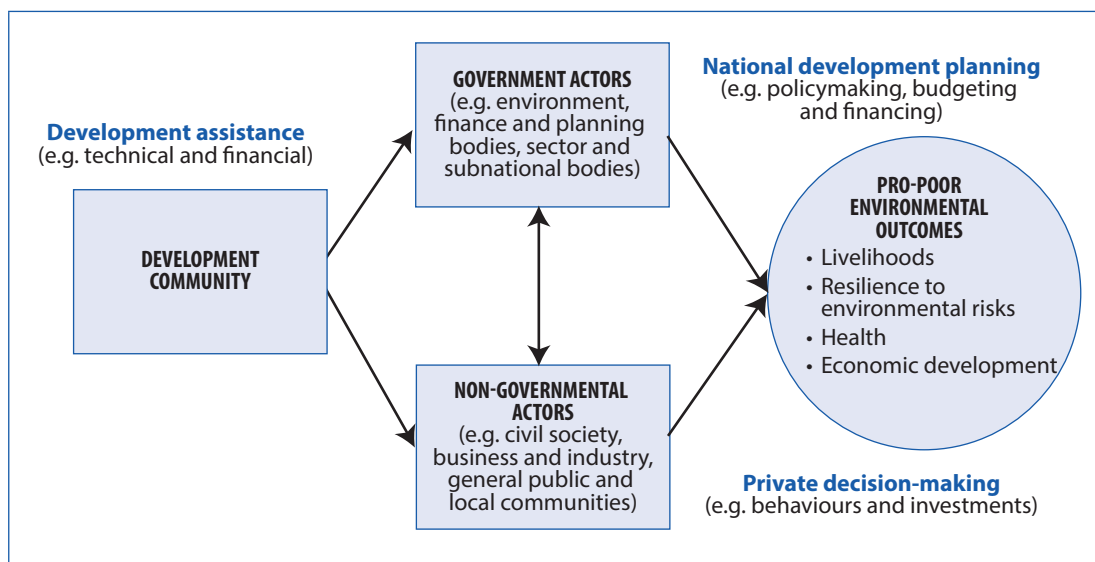 Development assistance
(e.g. technical and financial)
DEVELOPMENT
COMMUNITY
GOVERNMENT ACTORS
(e.g. environment,
finance and planning
bodies, sector and
subnational bodies)
NON-GOVERNMENTAL
ACTORS
(e.g. civil society,
business and industry,
general public and
local communities)
National development planning
(e.g. policymaking, budgeting
and financing)
PRO-POOR
ENVIRONMENTAL
OUTCOMES
• Livelihoods
• Resilience to
environmental risks
• Health
• Economic development
Private decision-making
(e.g. behaviours and investments)